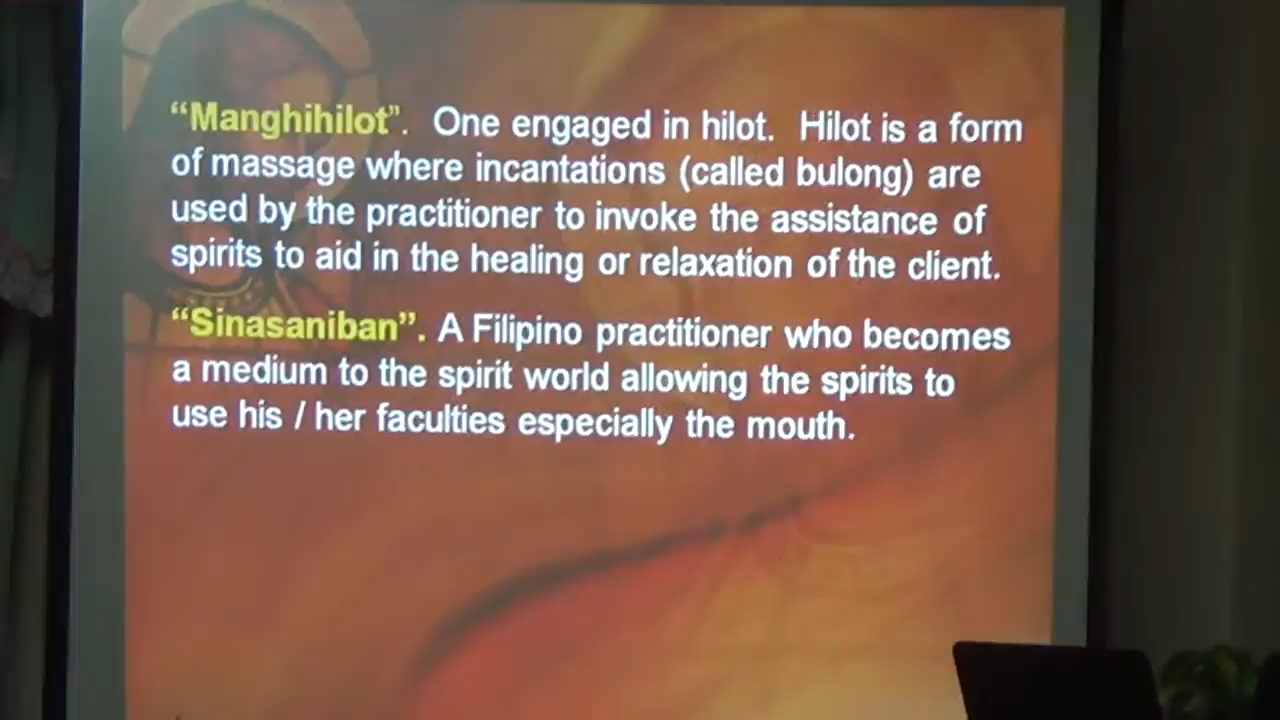 “Manghihilot”. One engaged in hilot. Hilot is a form
of massage where incantations (called bulong) are
used by the practitioner to invoke the assistance of
spirits to aid in the healing or relaxation of the client.
“Sinasaniban”. A Filipino practitioner who becomes
a medium to the spirit world allowing the spirits to
use his / her faculties especially the mouth.